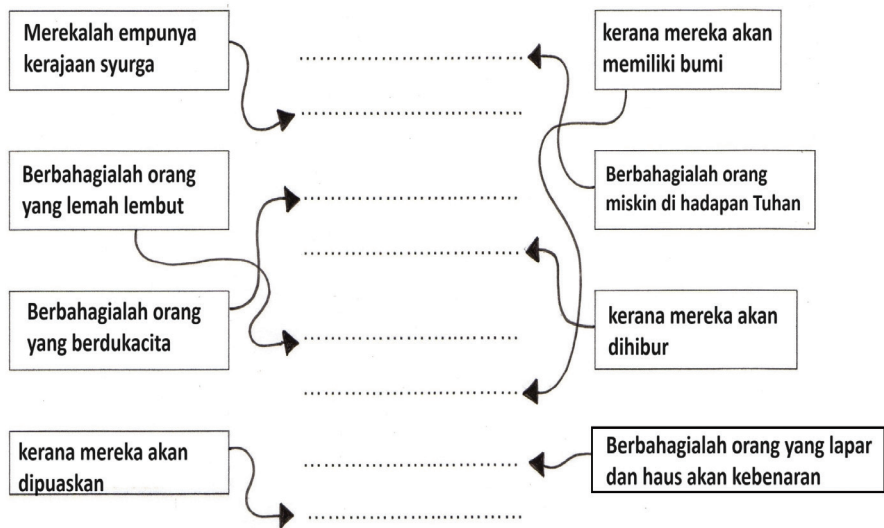 Merekalah empunya
kerajaan syurga
kerana mereka akan
memiliki bumi
Berbahagialah orang
yang lemah lembut
Berbahagialah orang
miskin di hadapan Tuhan
Berbahagialah orang
yang berdukacita
kerana mereka akan
dihibur
kerana mereka akan
dipuaskan
Berbahagialah orang yang lapar
dan haus akan kebenaran